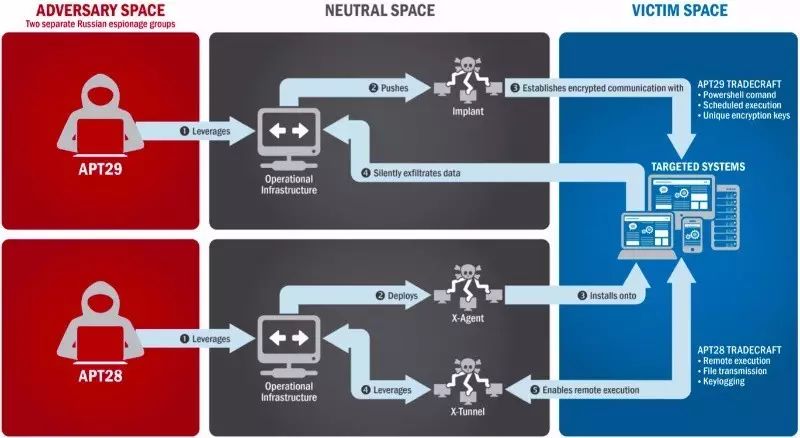 ADVERSARY SPACE
Two separate Russian espionage groups
NEUTRAL SPACE
VICTIM SPACE
APT29
1 Leverages
Operational
Infrastructure
2 Pushes
Implant
3 Establishes encrypted communication with
4 Silently exfiltrates data
APT29 TRADECRAFT
• Powershell comand
• Scheduled execution
• Unique encryption keys
TARGETED SYSTEMS
APT28
1 Leverages
Operational
Infrastructure
2 Deploys
X-Agent
3 Installs onto
4 Leverages
X-Tunnel
5 Enables remote execution
APT28 TRADECRAFT
• Remote execution
• File transmission
• Keylogging